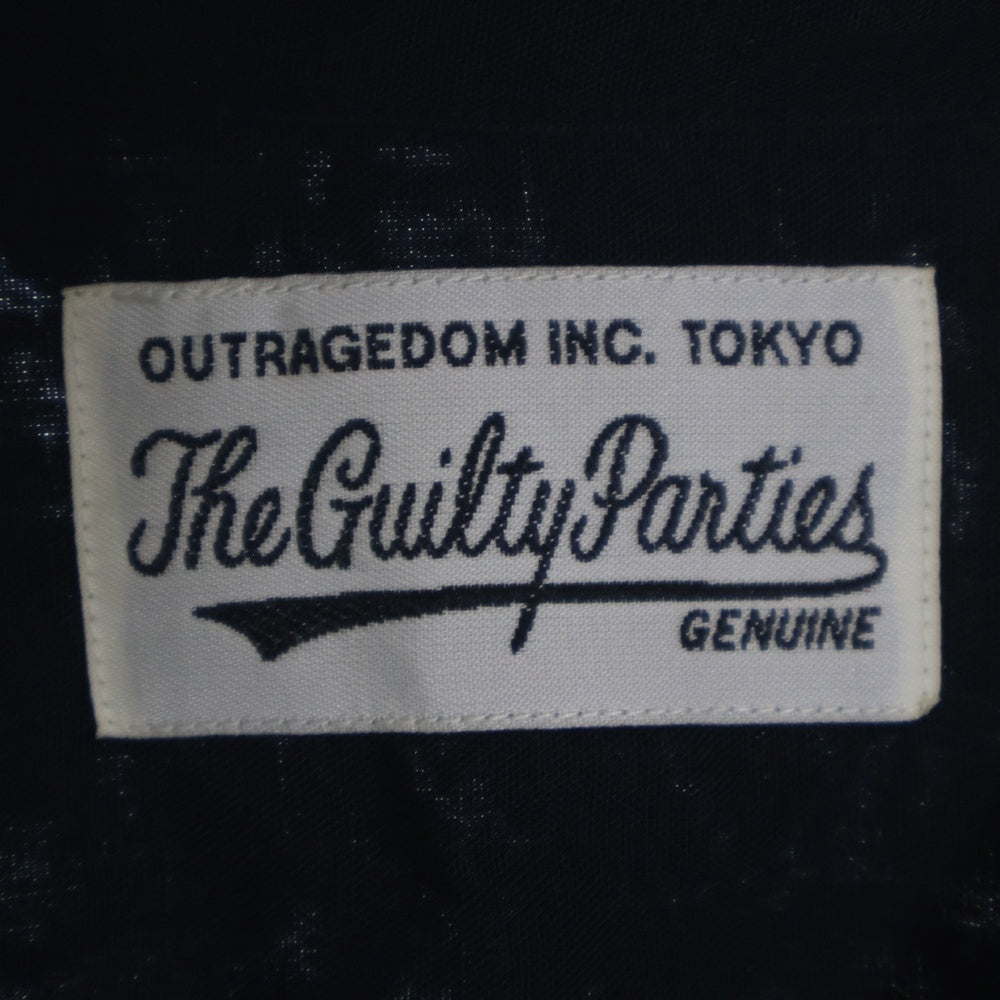 OUTRAGEDOM INC. TOKYO
The Guilty Parties
GENUINE